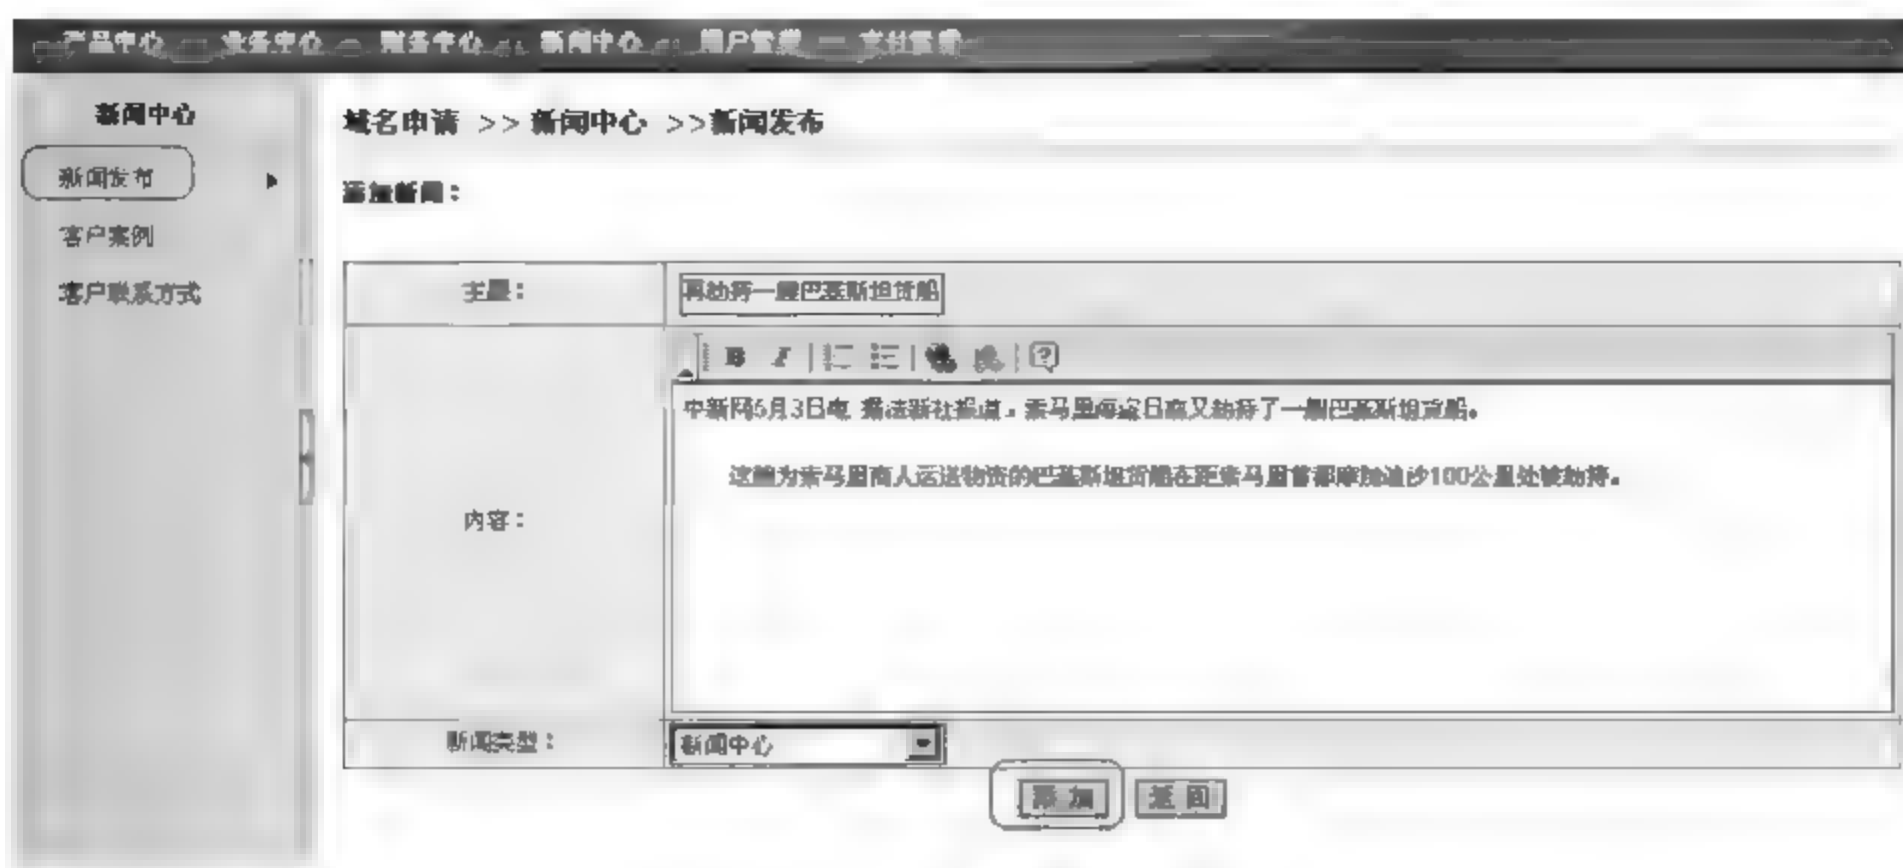 产品中心 业务中心 财务中心 新闻中心 用户管理 支付管理
新闻中心
新闻发布
客户案例
客户联系方式
域名申请 >> 新闻中心 >>新闻发布
添加新闻：
主题：
再劫持一艘巴基斯坦货船
B I
内容：
中新网5月3日电 据法新社报道，索马里海盗日前又劫持了一艘巴基斯坦货船。
这艘为索马里商人运送物资的巴基斯坦货船在距索马里首都摩加迪沙100公里处被劫持。
新闻类型：
新闻中心
添 加 返 回